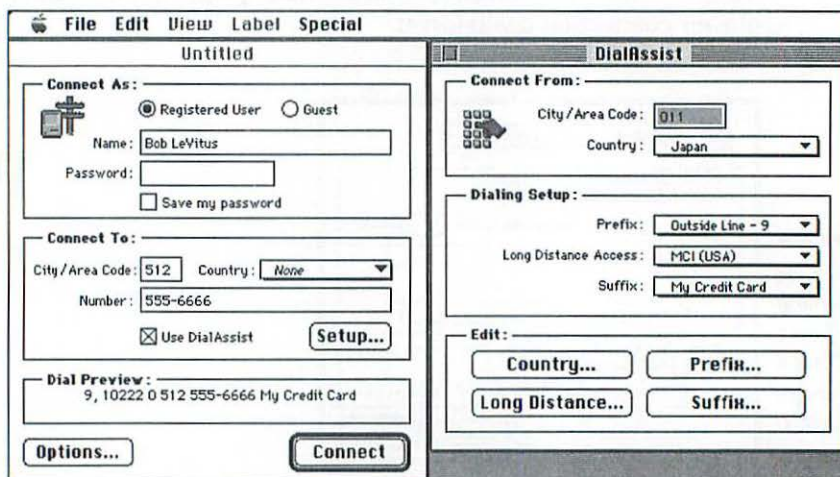 File Edit View Label Special
Untitled
Connect As:
Registered User Guest
Name: Bob LeVitus
Password:
Save my password
Connect To:
City/Area Code: 512 Country: None
Number: 555-6666
Use DialAssist Setup...
Dial Preview:
9, 10222 0 512 555-6666 My Credit Card
Options... Connect
DialAssist
Connect From:
City/Area Code: 011
Country: Japan
Dialing Setup:
Prefix: Outside Line - 9
Long Distance Access: MCI (USA)
Suffix: My Credit Card
Edit:
Country... Prefix...
Long Distance... Suffix...